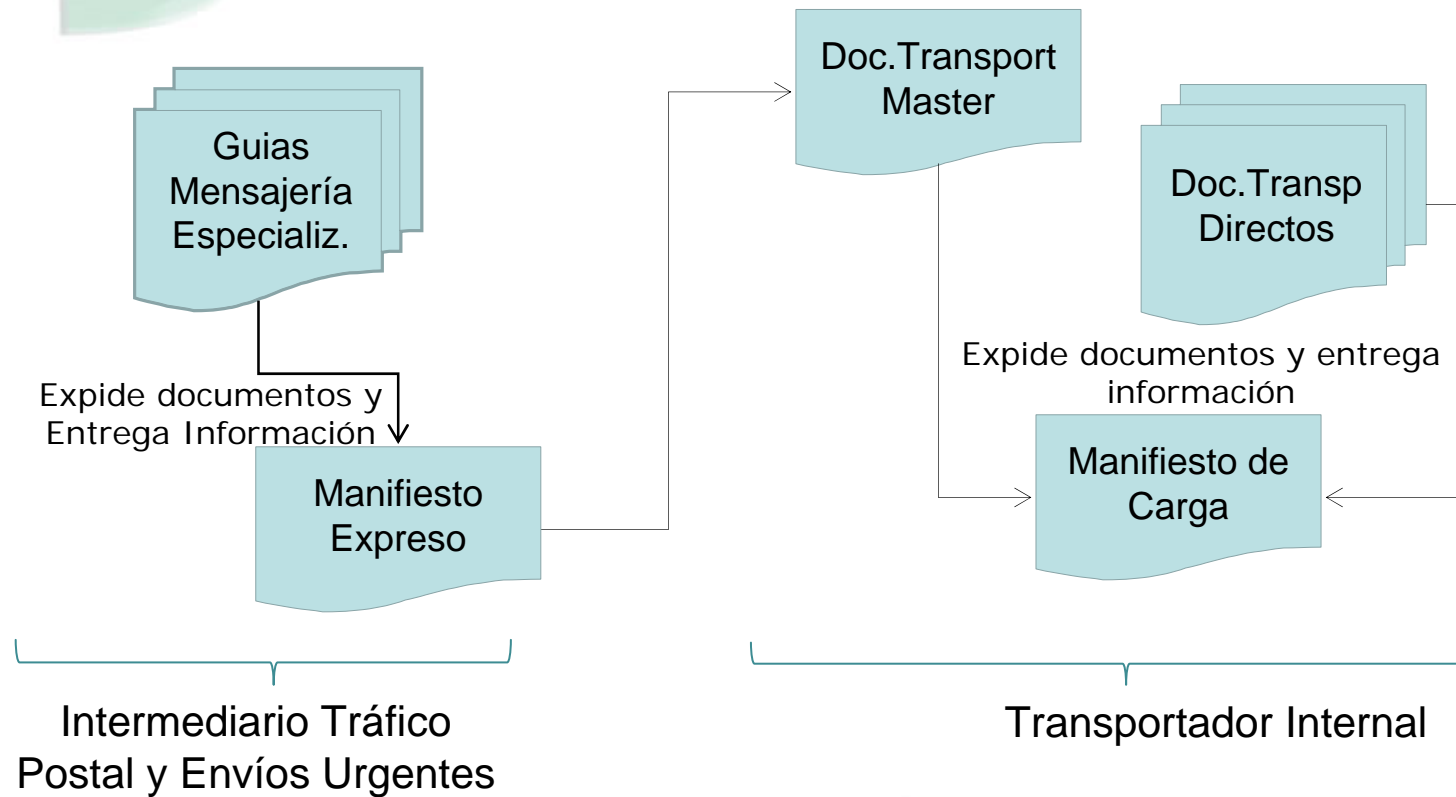 Guias
Mensajería
Especializ.
Expide documentos y
Entrega Información
Manifiesto
Expreso
Intermediario Tráfico
Postal y Envíos Urgentes
Doc.Transport
Master
Doc.Transp
Directos
Expide documentos y entrega
información
Manifiesto de
Carga
Transportador Internal